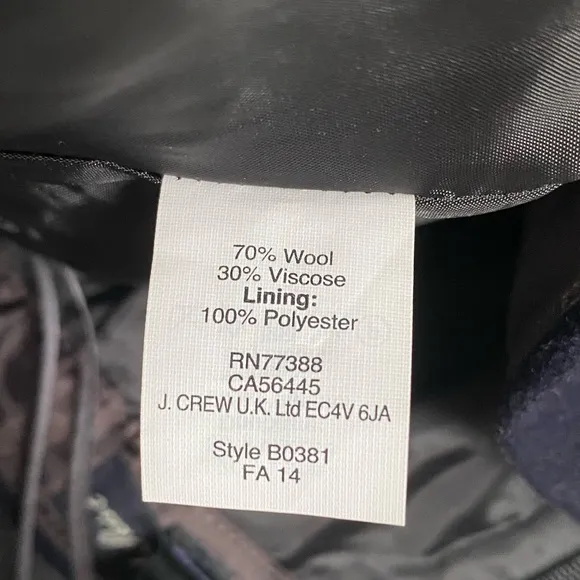 70% Wool
30% Viscose
Lining:
100% Polyester
RN77388
CA56445
J. CREW U.K. Ltd EC4V 6JA
Style B0381
FA 14